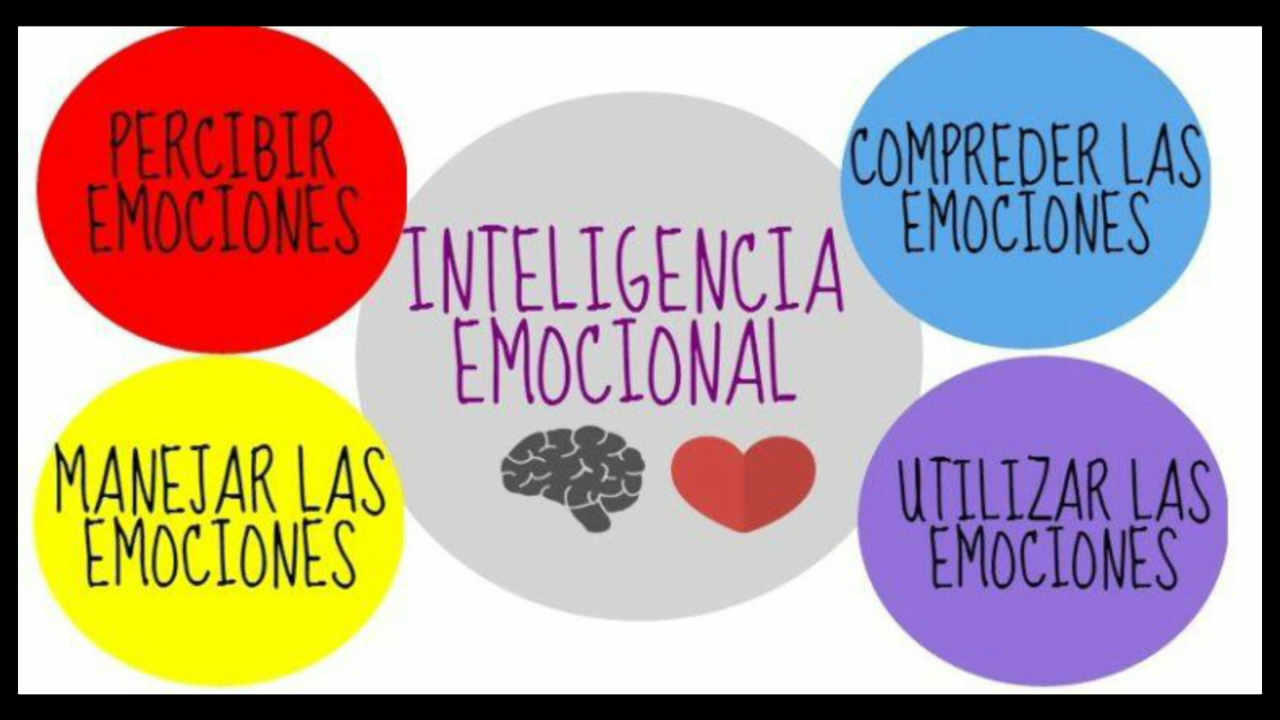 PERCIBIR
EMOCIONES
COMPREDER LAS
EMOCIONES
INTELIGENCIA
EMOCIONAL
MANEJAR LAS
EMOCIONES
UTILIZAR LAS
EMOCIONES